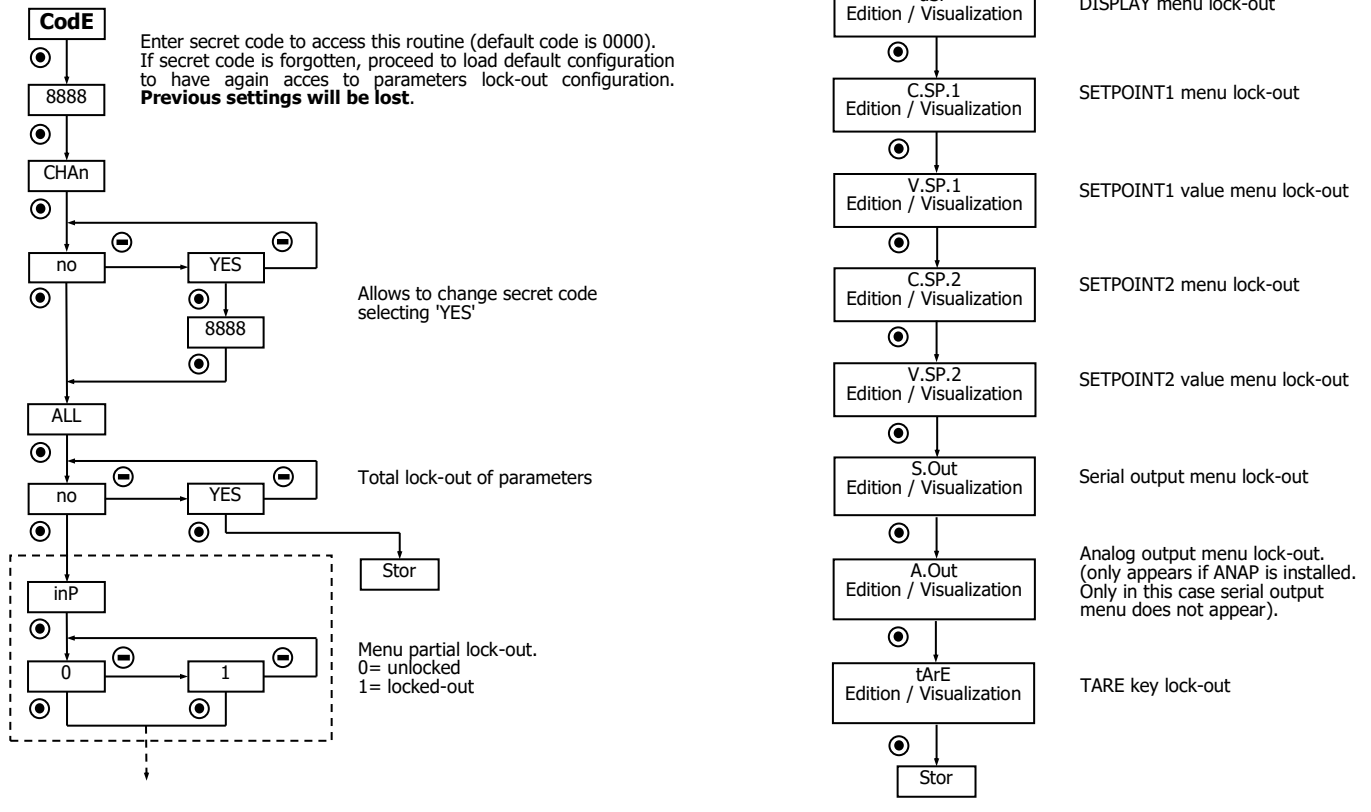 CodE
Enter secret code to access this routine (default code is 0000).
If secret code is forgotten, proceed to load default configuration
to have again acces to parameters lock-out configuration.
Previous settings will be lost.
8888
CHAn
no
YES
Allows to change secret code
selecting 'YES'
8888
ALL
no
YES
Total lock-out of parameters
Stor
inP
0
1
Menu partial lock-out.
0= unlocked
1= locked-out
Edition / Visualization
DISPLAY menu lock-out
C.SP.1
Edition / Visualization
SETPOINT1 menu lock-out
V.SP.1
Edition / Visualization
SETPOINT1 value menu lock-out
C.SP.2
Edition / Visualization
SETPOINT2 menu lock-out
V.SP.2
Edition / Visualization
SETPOINT2 value menu lock-out
S.Out
Edition / Visualization
Serial output menu lock-out
A.Out
Edition / Visualization
Analog output menu lock-out.
(only appears if ANAP is installed.
Only in this case serial output
menu does not appear).
tArE
Edition / Visualization
TARE key lock-out
Stor